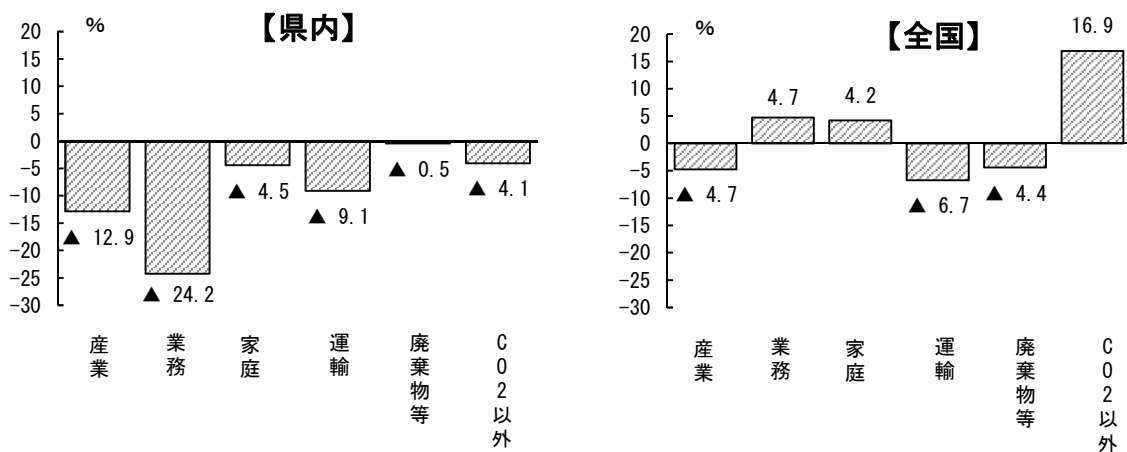 【県内】
%
20
15
10
5
0
-5
-10
-15
-20
-25
-30
▲ 12.9
▲ 24.2
▲ 4.5
▲ 9.1
▲ 0.5
▲ 4.1
産業
業務
家庭
運輸
廃棄物等
CO2以外
【全国】
%
20
15
10
5
0
-5
-10
-15
-20
-25
-30
▲ 4.7
4.7
4.2
▲ 6.7
▲ 4.4
16.9
産業
業務
家庭
運輸
廃棄物等
CO2以外